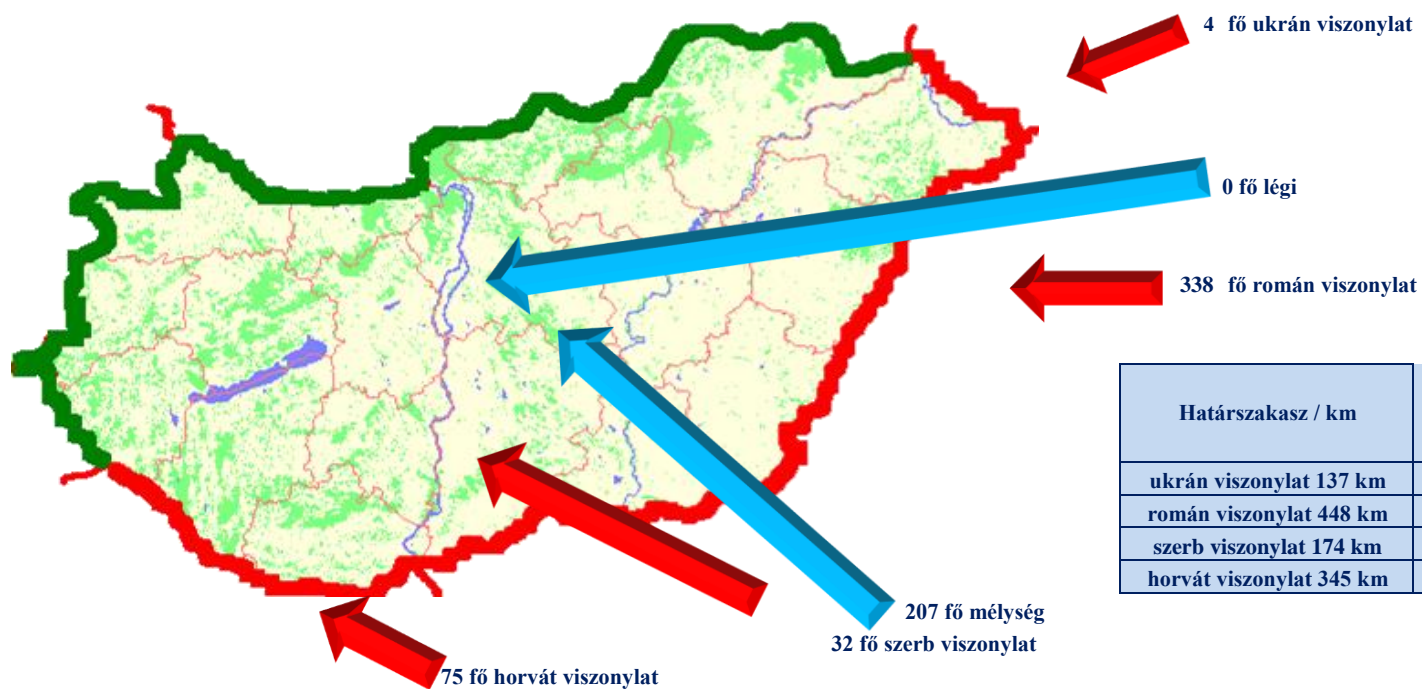 4 fő ukrán viszonylat
0 fő légi
338 fő román viszonylat
Határszakasz / km
ukrán viszonylat 137 km
román viszonylat 448 km
szerb viszonylat 174 km
horvát viszonylat 345 km
207 fő mélység
32 fő szerb viszonylat
75 fő horvát viszonylat